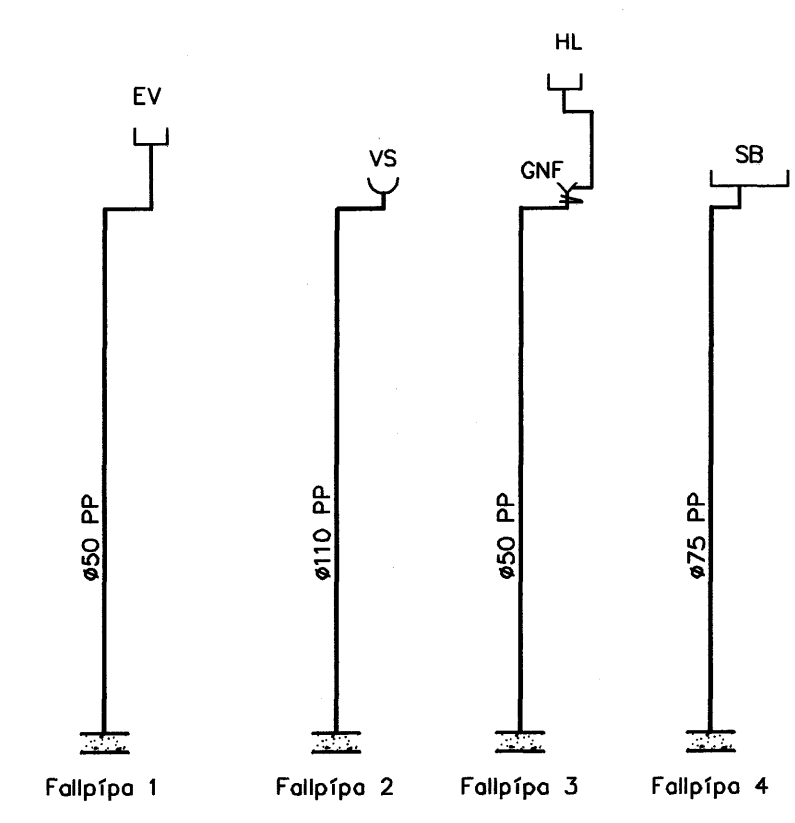 HL
EV
VS
SB
GNF
ø50 PP
ø110 PP
ø50 PP
ø75 PP
Fallpípa 1
Fallpípa 2
Fallpípa 3
Fallpípa 4